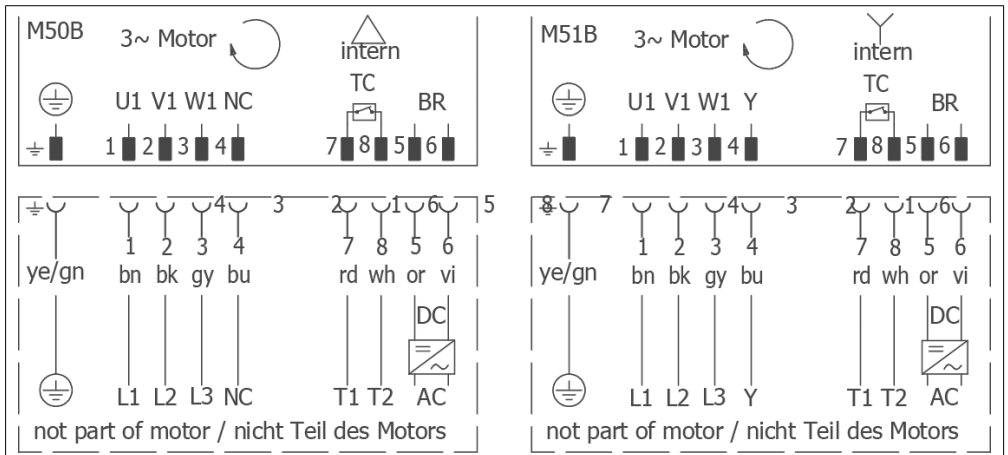 M50B
3~ Motor
intern
TC
U1 V1 W1 NC
BR
1 2 3 4
7 8 5 6
4 3 2 1 6 5
1 2 3 4 7 8 5 6
ye/gn bn bk gy bu rd wh or vi
DC
L1 L2 L3 NC T1 T2 AC
not part of motor / nicht Teil des Motors
M51B
3~ Motor
intern
TC
U1 V1 W1 Y
BR
1 2 3 4
7 8 5 6
8 7 4 3 2 1 6
1 2 3 4 7 8 5 6
ye/gn bn bk gy bu rd wh or vi
DC
L1 L2 L3 Y T1 T2 AC
not part of motor / nicht Teil des Motors